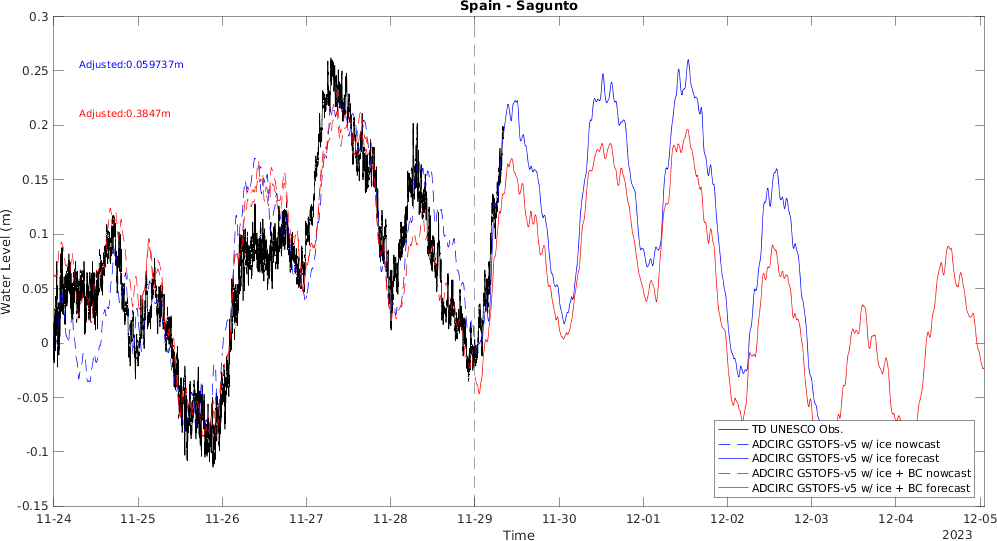 Spain - Sagunto
0.3
0.25
0.2
0.15
0.1
0.05
0
-0.05
-0.1
-0.15
Water Level (m)
Adjusted:0.059737m
Adjusted:0.3847m
TD UNESCO Obs.
ADCIRC GSTOFS-v5 w/ ice nowcast
ADCIRC GSTOFS-v5 w/ ice forecast
ADCIRC GSTOFS-v5 w/ ice + BC nowcast
ADCIRC GSTOFS-v5 w/ ice + BC forecast
11-24 11-25 11-26 11-27 11-28 11-29 11-30 12-01 12-02 12-03 12-04 12-05
Time
2023